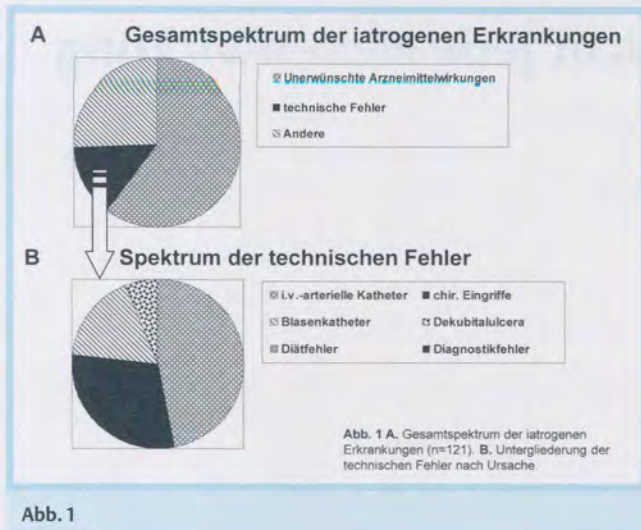 A Gesamtspektrum der iatrogenen Erkrankungen
Unerwünschte Arzneimittelwirkungen
technische Fehler
Andere
B Spektrum der technischen Fehler
i.v.-arterielle Katheter chir. Eingriffe
Blasenkatheter Dekubitalulcera
Diätfehler Diagnostikfehler
Abb. 1 A. Gesamtspektrum der iatrogenen
Erkrankungen (n=121). B. Untergliederung der
technischen Fehler nach Ursache.
Abb. 1